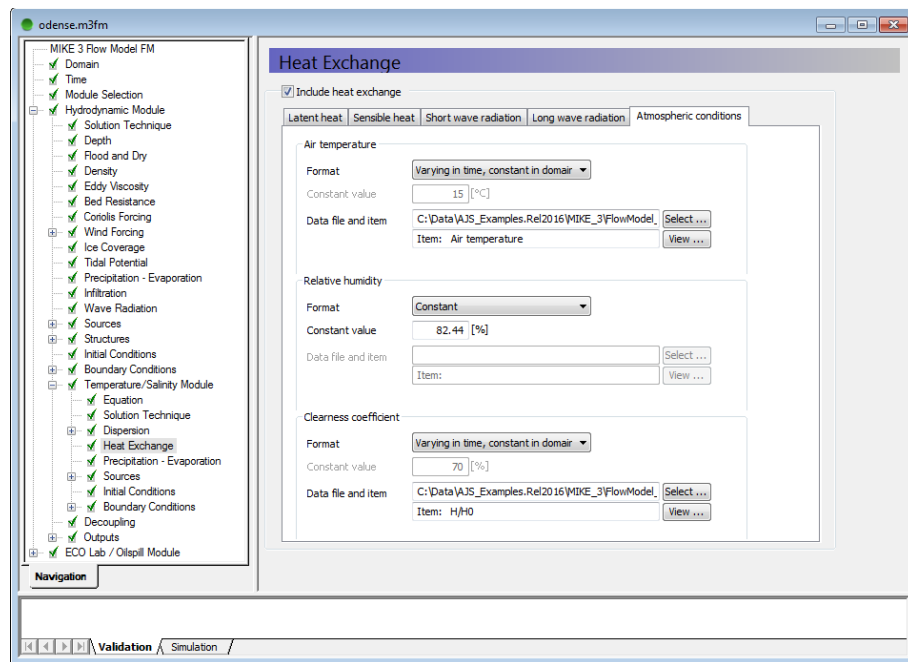 odense.m3fm
MIKE 3 Flow Model FM
Domain
Time
Module Selection
Hydrodynamic Module
Solution Technique
Depth
Flood and Dry
Density
Eddy Viscosity
Bed Resistance
Coriolis Forcing
Wind Forcing
Ice Coverage
Tidal Potential
Precipitation - Evaporation
Infiltration
Wave Radiation
Sources
Structures
Initial Conditions
Boundary Conditions
Temperature/Salinity Module
Equation
Solution Technique
Dispersion
Heat Exchange
Precipitation - Evaporation
Sources
Initial Conditions
Boundary Conditions
Decoupling
Outputs
ECO Lab / Oilspill Module
Navigation
Heat Exchange
Include heat exchange
Latent heat Sensible heat Short wave radiation Long wave radiation Atmospheric conditions
Air temperature
Format Varying in time, constant in domain
Constant value 15 [°C]
Data file and item C:\Data\AJS_Examples.Rel2016\MIKE_3\FlowModel_ Select ...
Item: Air temperature View ...
Relative humidity
Format Constant
Constant value 82.44 [%]
Data file and item Select ...
Item: View ...
Clearness coefficient
Format Varying in time, constant in domain
Constant value 70 [%]
Data file and item C:\Data\AJS_Examples.Rel2016\MIKE_3\FlowModel_ Select ...
Item: H/H0 View ...
Validation Simulation